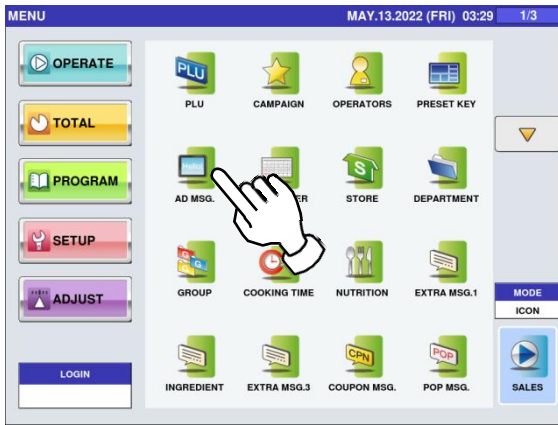 MENU MAY.13.2022 (FRI) 03:29 1/3
OPERATE
TOTAL
PROGRAM
SETUP
ADJUST
LOGIN
PLU
PLU CAMPAIGN OPERATORS PRESET KEY
Hello!
S
AD MSG. ER STORE DEPARTMENT
GROUP COOKING TIME NUTRITION EXTRA MSG.1
CPN POP
INGREDIENT EXTRA MSG.3 COUPON MSG. POP MSG.
MODE
ICON
SALES